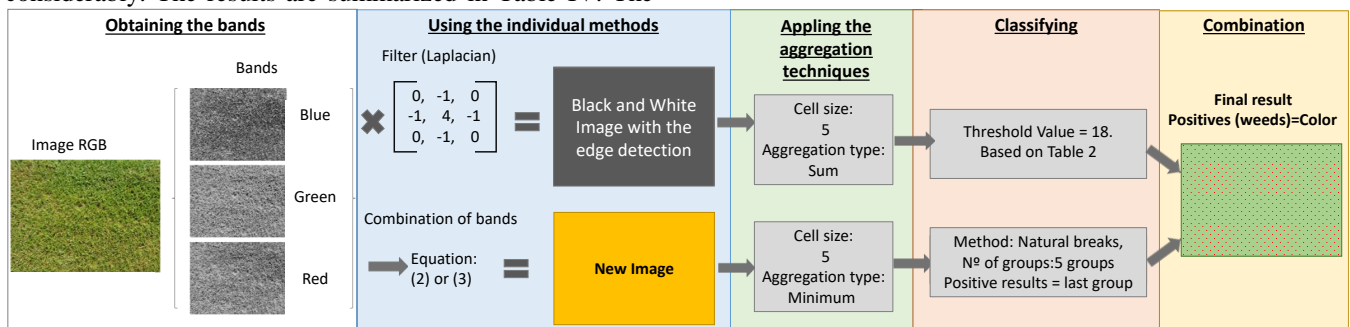 considerably. The results are summarized in Table IV. The
Obtaining the bands
Bands
Blue
Image RGB
Green
Red
Using the individual methods
Filter (Laplacian)
0, -1, 0
-1, 4, -1
0, -1, 0
=
Black and White
Image with the
edge detection
Combination of bands
Equation:
(2) or (3)
=
New Image
Appling the
aggregation
techniques
Cell size:
5
Aggregation type:
Sum
Cell size:
5
Aggregation type:
Minimum
Classifying
Threshold Value = 18.
Based on Table 2
Method: Natural breaks,
Nº of groups:5 groups
Positive results = last group
Combination
Final result
Positives (weeds)=Color